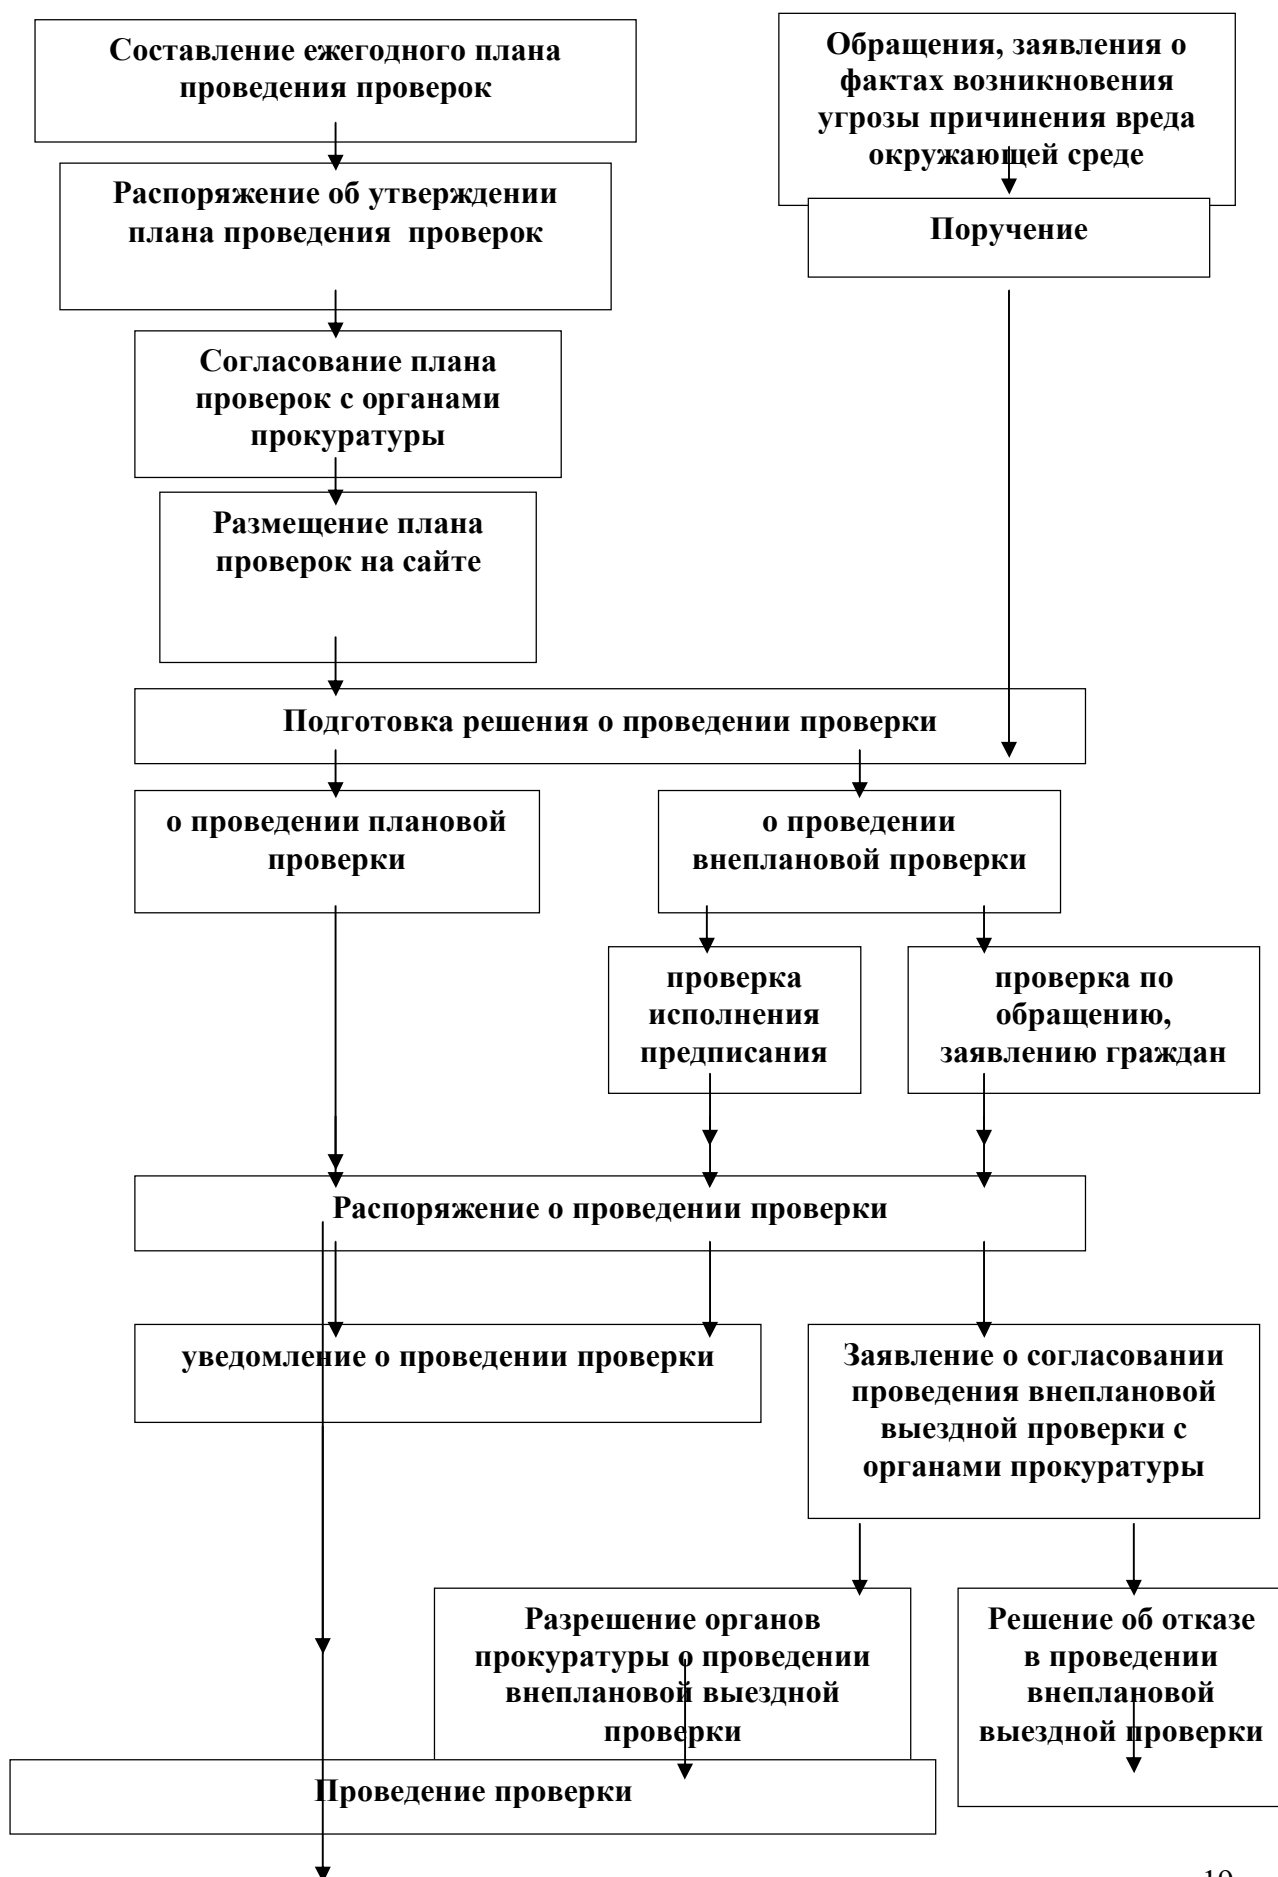 Составление ежегодного плана
проведения проверок
Обращения, заявления о
фактах возникновения
угрозы причинения вреда
окружающей среде
Распоряжение об утверждении
плана проведения проверок
Поручение
Согласование плана
проверок с органами
прокуратуры
Размещение плана
проверок на сайте
Подготовка решения о проведении проверки
о проведении плановой
проверки
о проведении
внеплановой проверки
проверка
исполнения
предписания
проверка по
обращению,
заявлению граждан
Распоряжение о проведении проверки
уведомление о проведении проверки
Заявление о согласовании
проведения внеплановой
выездной проверки с
органами прокуратуры
Разрешение органов
прокуратуры о проведении
внеплановой выездной
проверки
Решение об отказе
в проведении
внеплановой
выездной проверки
Проведение проверки